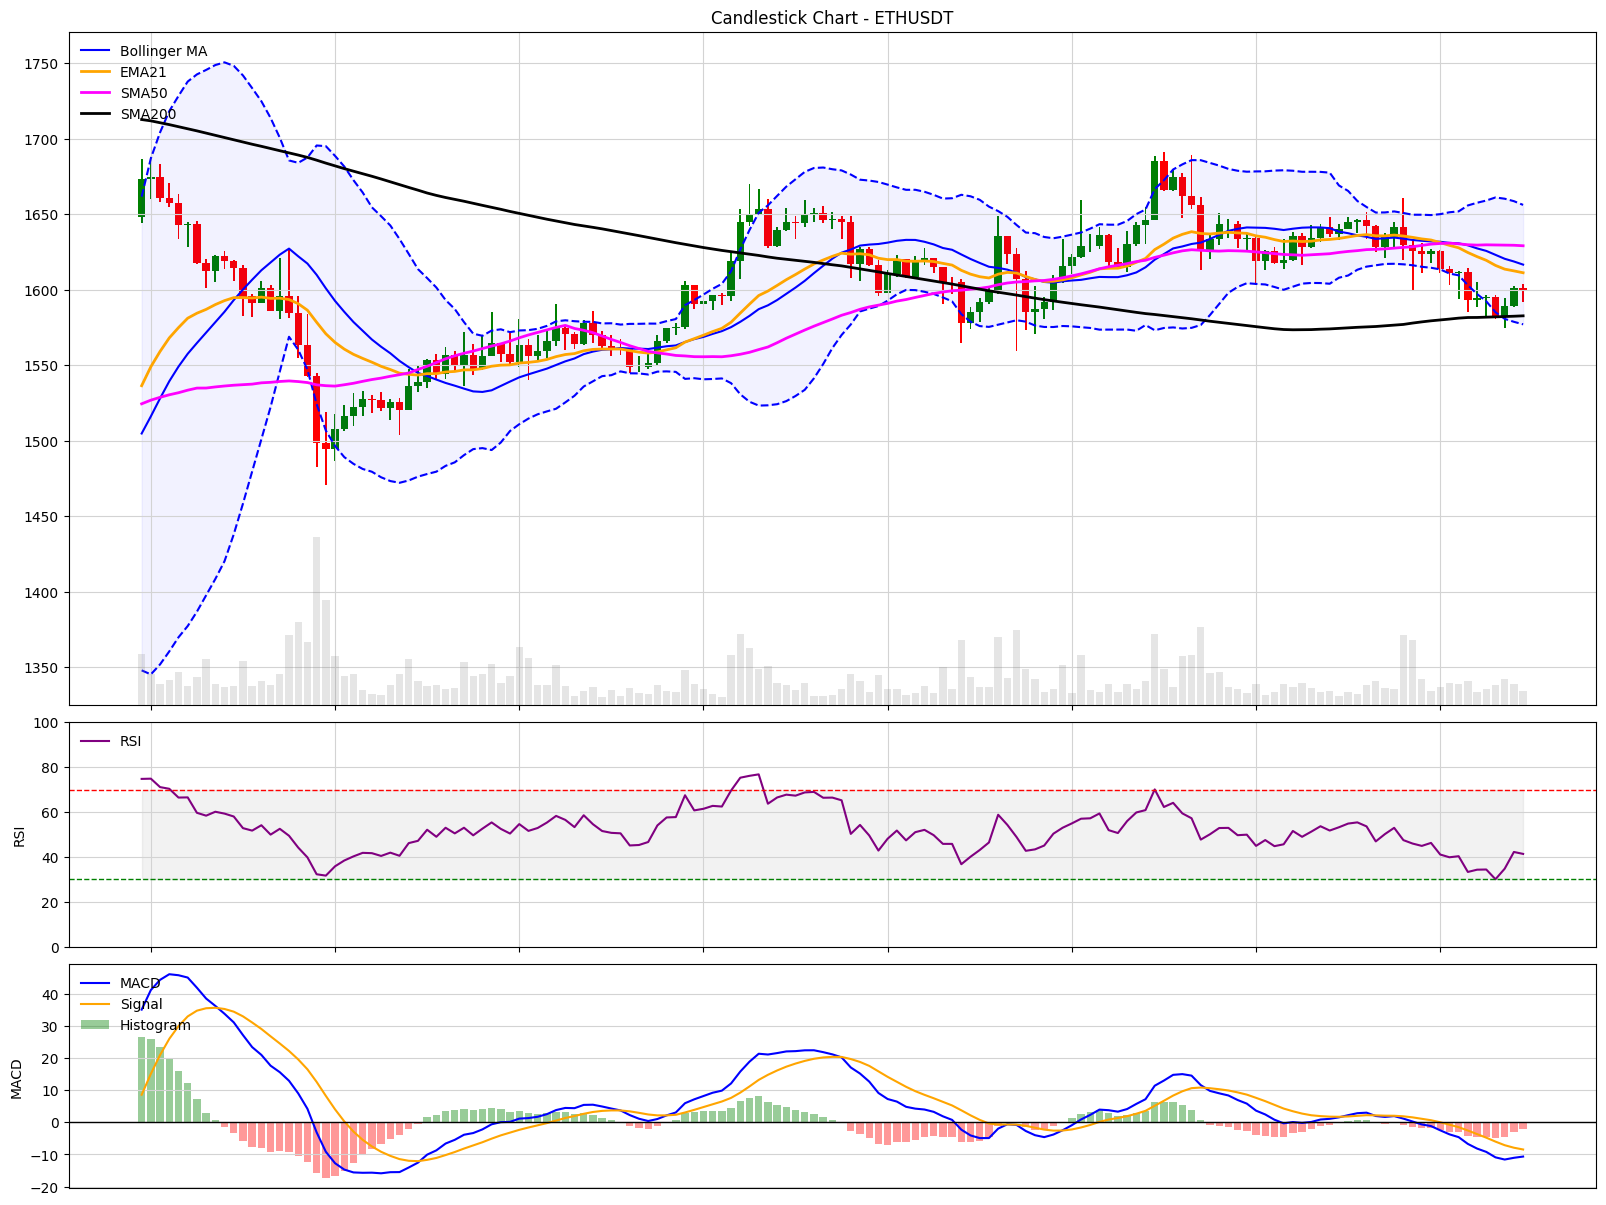 Candlestick Chart - ETHUSDT
Bollinger MA
EMA21
SMA50
SMA200
1750
1700
1650
1600
1550
1500
1450
1400
1350
RSI
100
80
60
40
20
0
RSI
MACD
Signal
Histogram
40
30
20
10
0
−10
−20
MACD